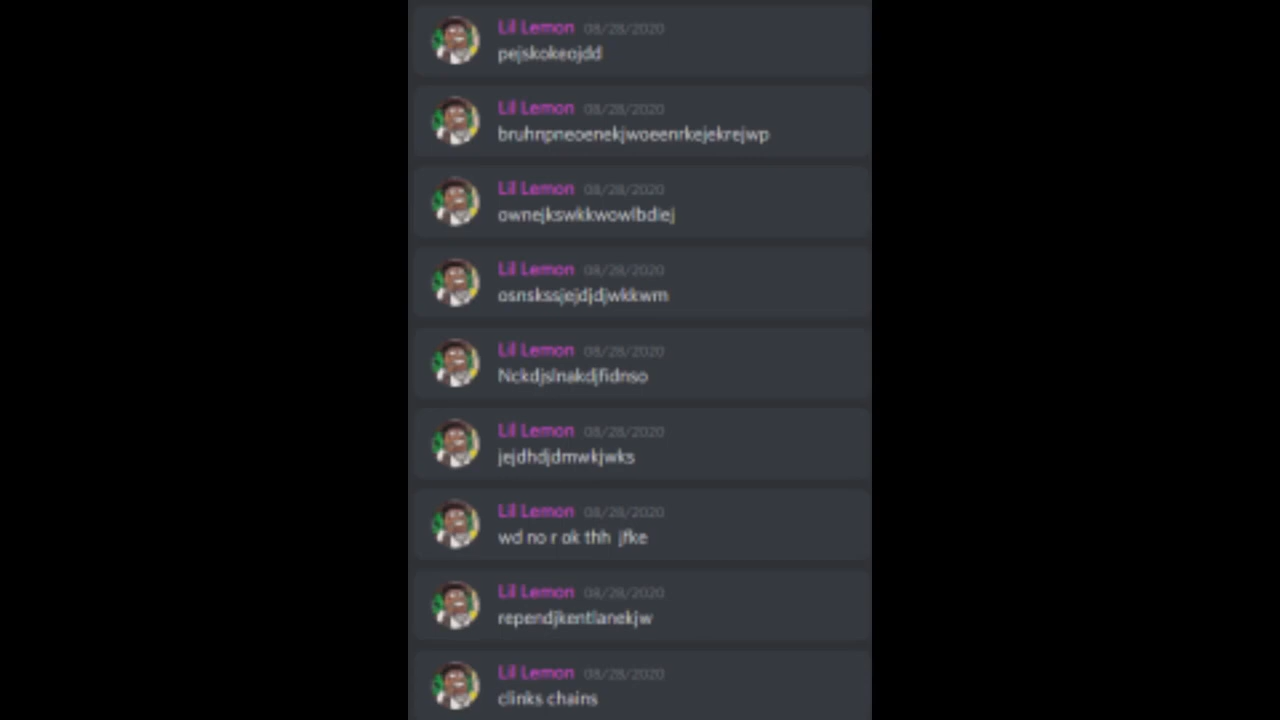 Lil Lemon 08/28/2020
pejskokeojdd
Lil Lemon 08/28/2020
bruhnpneoenekjwoeenrkejekrejwp
Lil Lemon 08/28/2020
ownejkswkkwowlbdiej
Lil Lemon 08/28/2020
osnskssjejdjdjwkkwm
Lil Lemon 08/28/2020
Nckdjslnakdjfidnso
Lil Lemon 08/28/2020
jejdhdjdmwkjwks
Lil Lemon 08/28/2020
wd no r ok thh jfke
Lil Lemon 08/28/2020
rependjkentlanekjw
Lil Lemon 08/28/2020
clinks chains